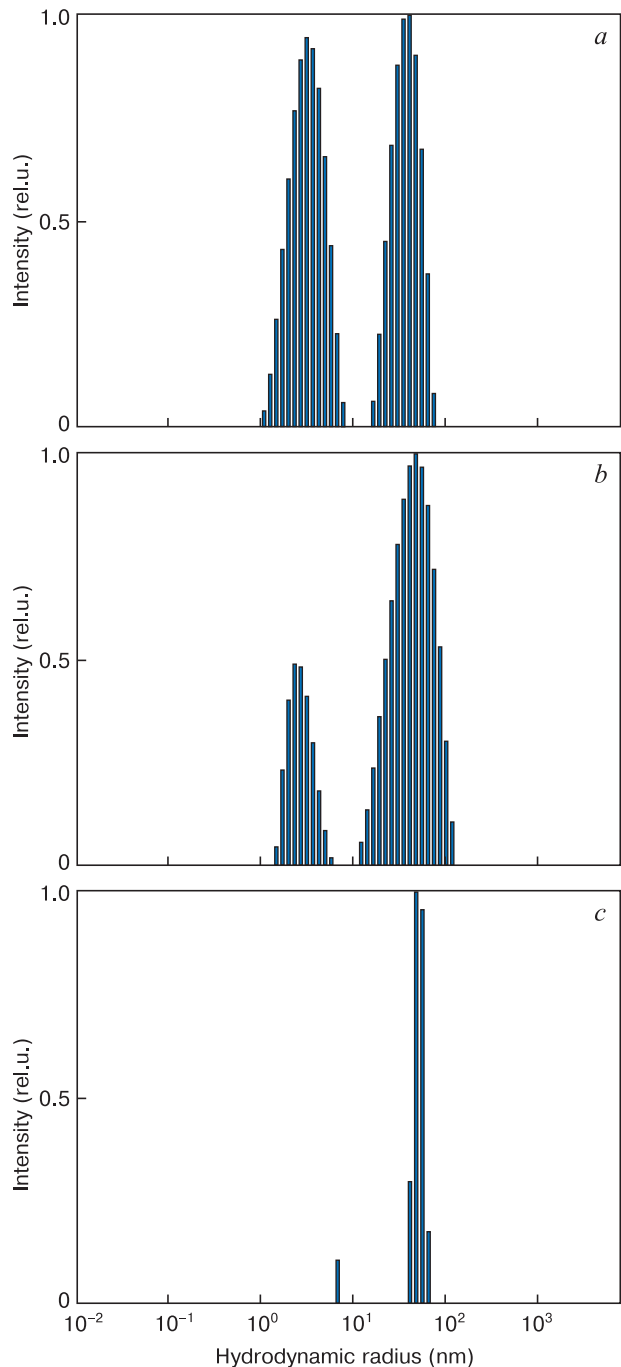 1.0
a
Intensity (rel.u.)
0.5
0
1.0
b
Intensity (rel.u.)
0.5
0
1.0
c
Intensity (rel.u.)
0.5
0
10⁻² 10⁻¹ 10⁰ 10¹ 10² 10³
Hydrodynamic radius (nm)